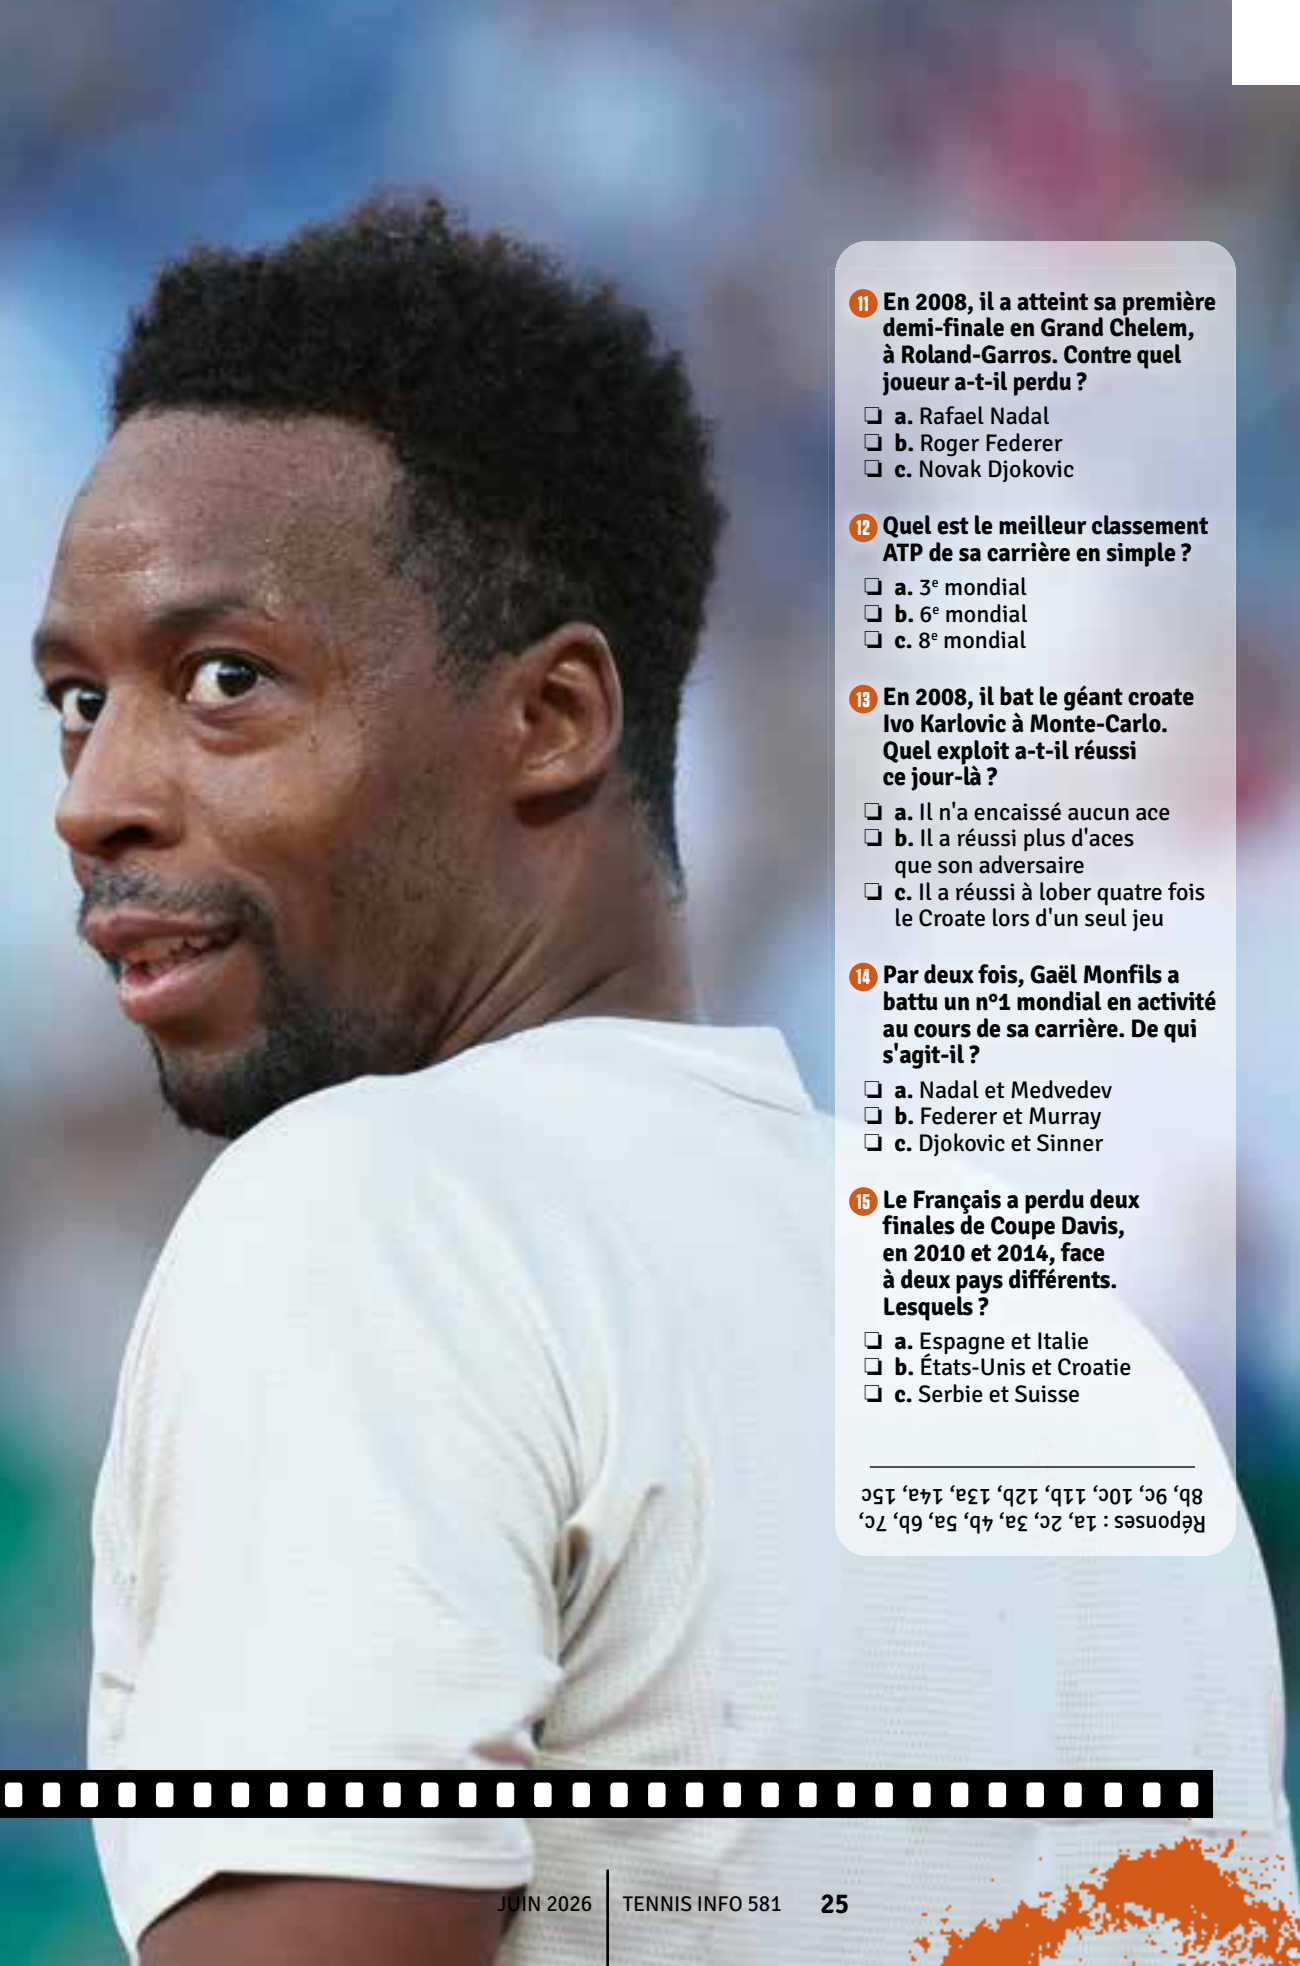 11 En 2008, il a atteint sa première
demi-finale en Grand Chelem,
à Roland-Garros. Contre quel
joueur a-t-il perdu ?
❏ a. Rafael Nadal
❏ b. Roger Federer
❏ c. Novak Djokovic
12 Quel est le meilleur classement
ATP de sa carrière en simple ?
❏ a. 3e mondial
❏ b. 6e mondial
❏ c. 8e mondial
13 En 2008, il bat le géant croate
Ivo Karlovic à Monte-Carlo.
Quel exploit a-t-il réussi
ce jour-là ?
❏ a. Il n'a encaissé aucun ace
❏ b. Il a réussi plus d'aces
que son adversaire
❏ c. Il a réussi à lober quatre fois
le Croate lors d'un seul jeu
14 Par deux fois, Gaël Monfils a
battu un n°1 mondial en activité
au cours de sa carrière. De qui
s'agit-il ?
❏ a. Nadal et Medvedev
❏ b. Federer et Murray
❏ c. Djokovic et Sinner
15 Le Français a perdu deux
finales de Coupe Davis,
en 2010 et 2014, face
à deux pays différents.
Lesquels ?
❏ a. Espagne et Italie
❏ b. États-Unis et Croatie
❏ c. Serbie et Suisse
Réponses : 1a, 2c, 3a, 4b, 5a, 6b, 7c,
8b, 9c, 10c, 11b, 12b, 13a, 14a, 15c
JUIN 2026 TENNIS INFO 581 25